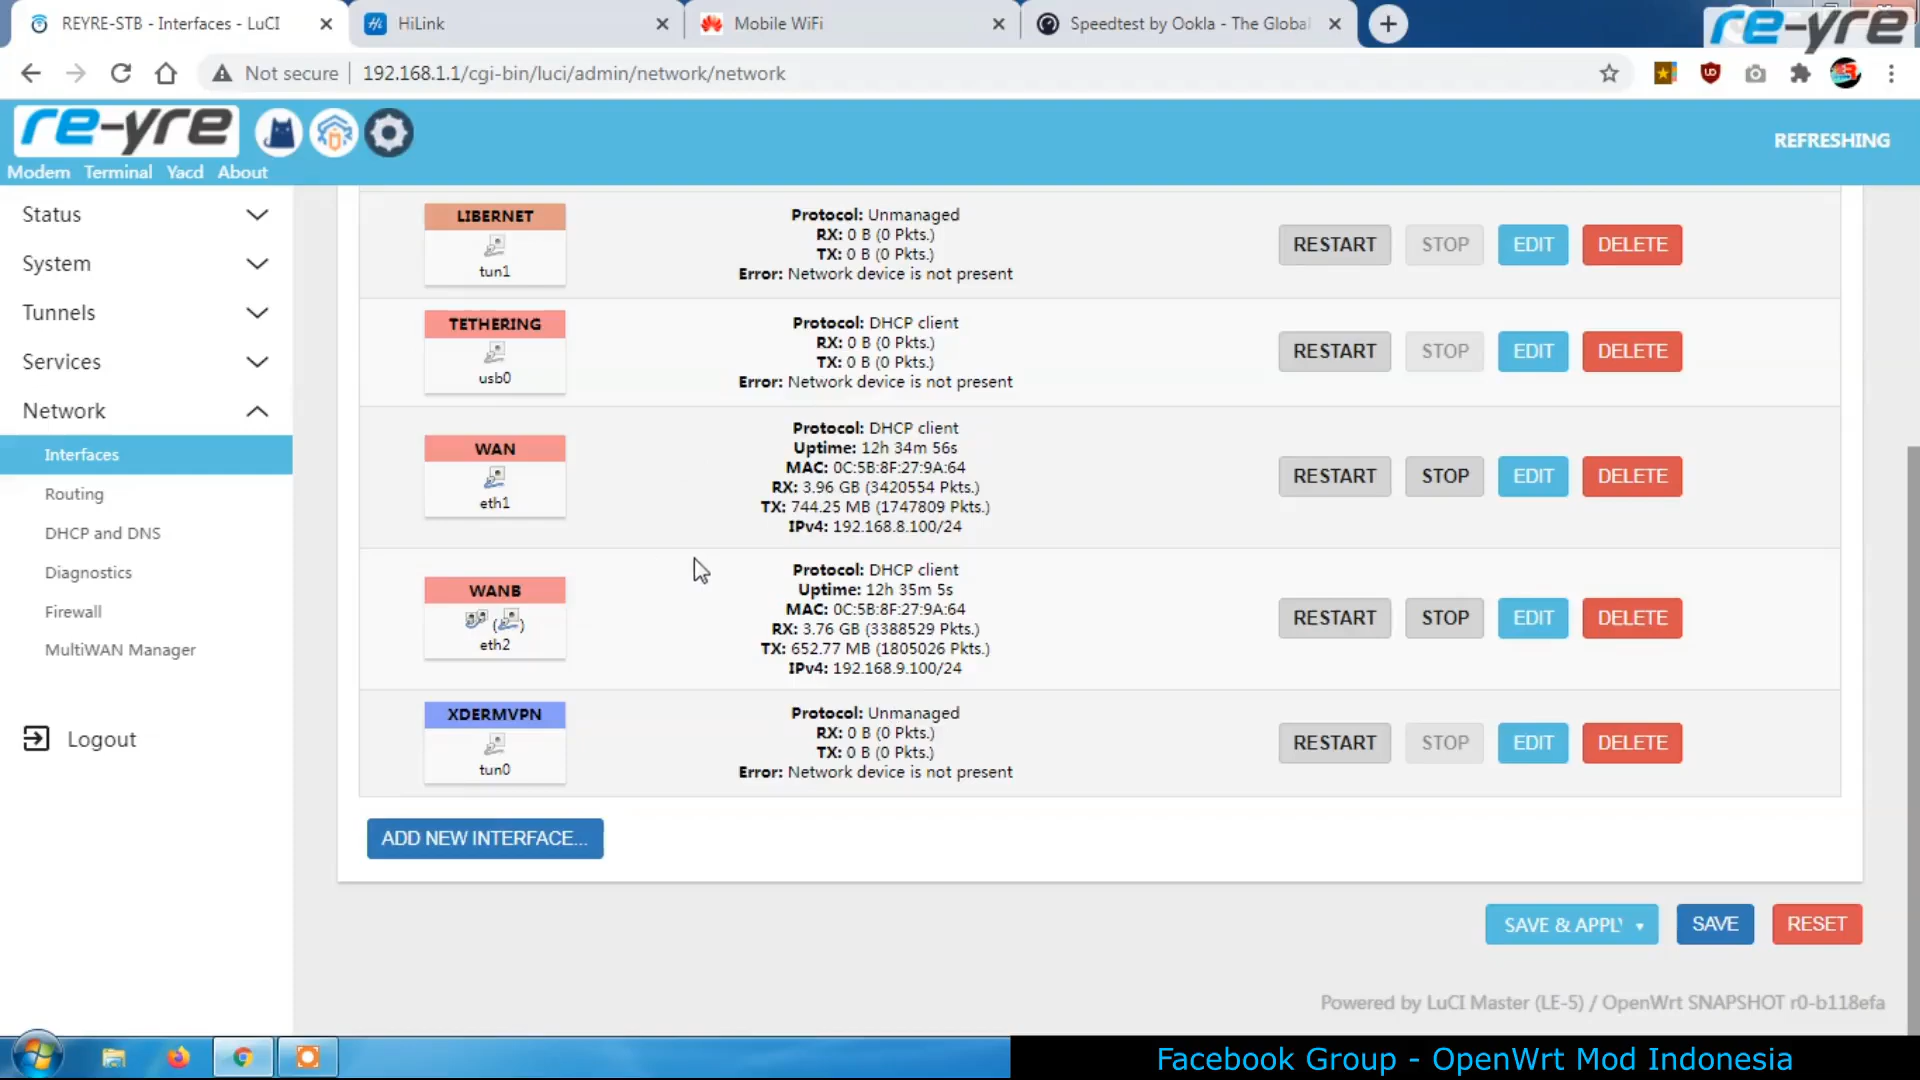 REYRE-STB - Interfaces - LuCI
HiLink
Mobile WiFi
Speedtest by Ookla - The Global
re-yre
Not secure
192.168.1.1/cgi-bin/luci/admin/network/network
re-yre
REFRESHING
Modem Terminal Yacd About
Status
System
Tunnels
Services
Network
Interfaces
Routing
DHCP and DNS
Diagnostics
Firewall
MultiWAN Manager
Logout
LIBERNET
tun1
Protocol: Unmanaged
RX: 0 B (0 Pkts.)
TX: 0 B (0 Pkts.)
Error: Network device is not present
RESTART STOP EDIT DELETE
TETHERING
usb0
Protocol: DHCP client
RX: 0 B (0 Pkts.)
TX: 0 B (0 Pkts.)
Error: Network device is not present
RESTART STOP EDIT DELETE
WAN
eth1
Protocol: DHCP client
Uptime: 12h 34m 56s
MAC: 0C:5B:8F:27:9A:64
RX: 3.96 GB (3420554 Pkts.)
TX: 744.25 MB (1747809 Pkts.)
IPv4: 192.168.8.100/24
RESTART STOP EDIT DELETE
WANB
eth2
Protocol: DHCP client
Uptime: 12h 35m 5s
MAC: 0C:5B:8F:27:9A:64
RX: 3.76 GB (3388529 Pkts.)
TX: 652.77 MB (1805026 Pkts.)
IPv4: 192.168.9.100/24
RESTART STOP EDIT DELETE
XDERMVPN
tun0
Protocol: Unmanaged
RX: 0 B (0 Pkts.)
TX: 0 B (0 Pkts.)
Error: Network device is not present
RESTART STOP EDIT DELETE
ADD NEW INTERFACE...
SAVE & APPLY SAVE RESET
Powered by LuCI Master (LE-5) / OpenWrt SNAPSHOT r0-b118efa
Facebook Group - OpenWrt Mod Indonesia